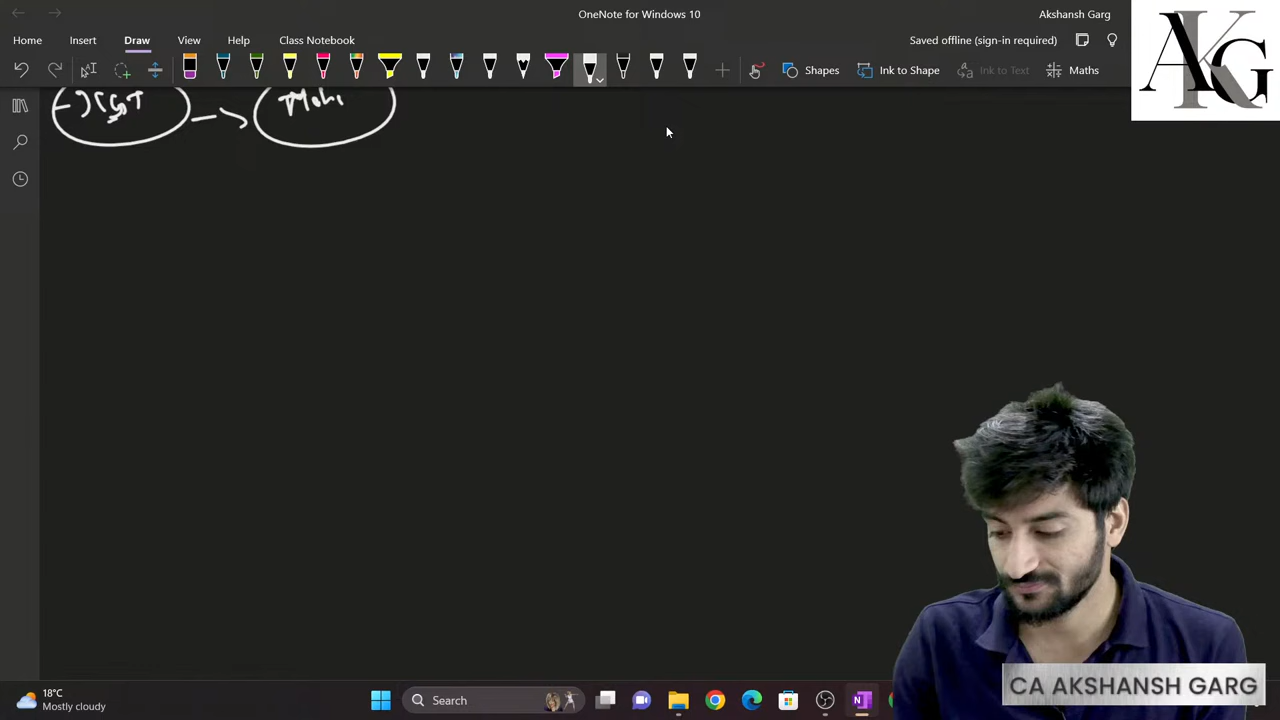 OneNote for Windows 10
Akshansh Garg
Home Insert Draw View Help Class Notebook
Saved offline (sign-in required)
Shapes Ink to Shape Ink to Text Maths
AKG
18°C
Mostly cloudy
Search
CA AKSHANSH GARG